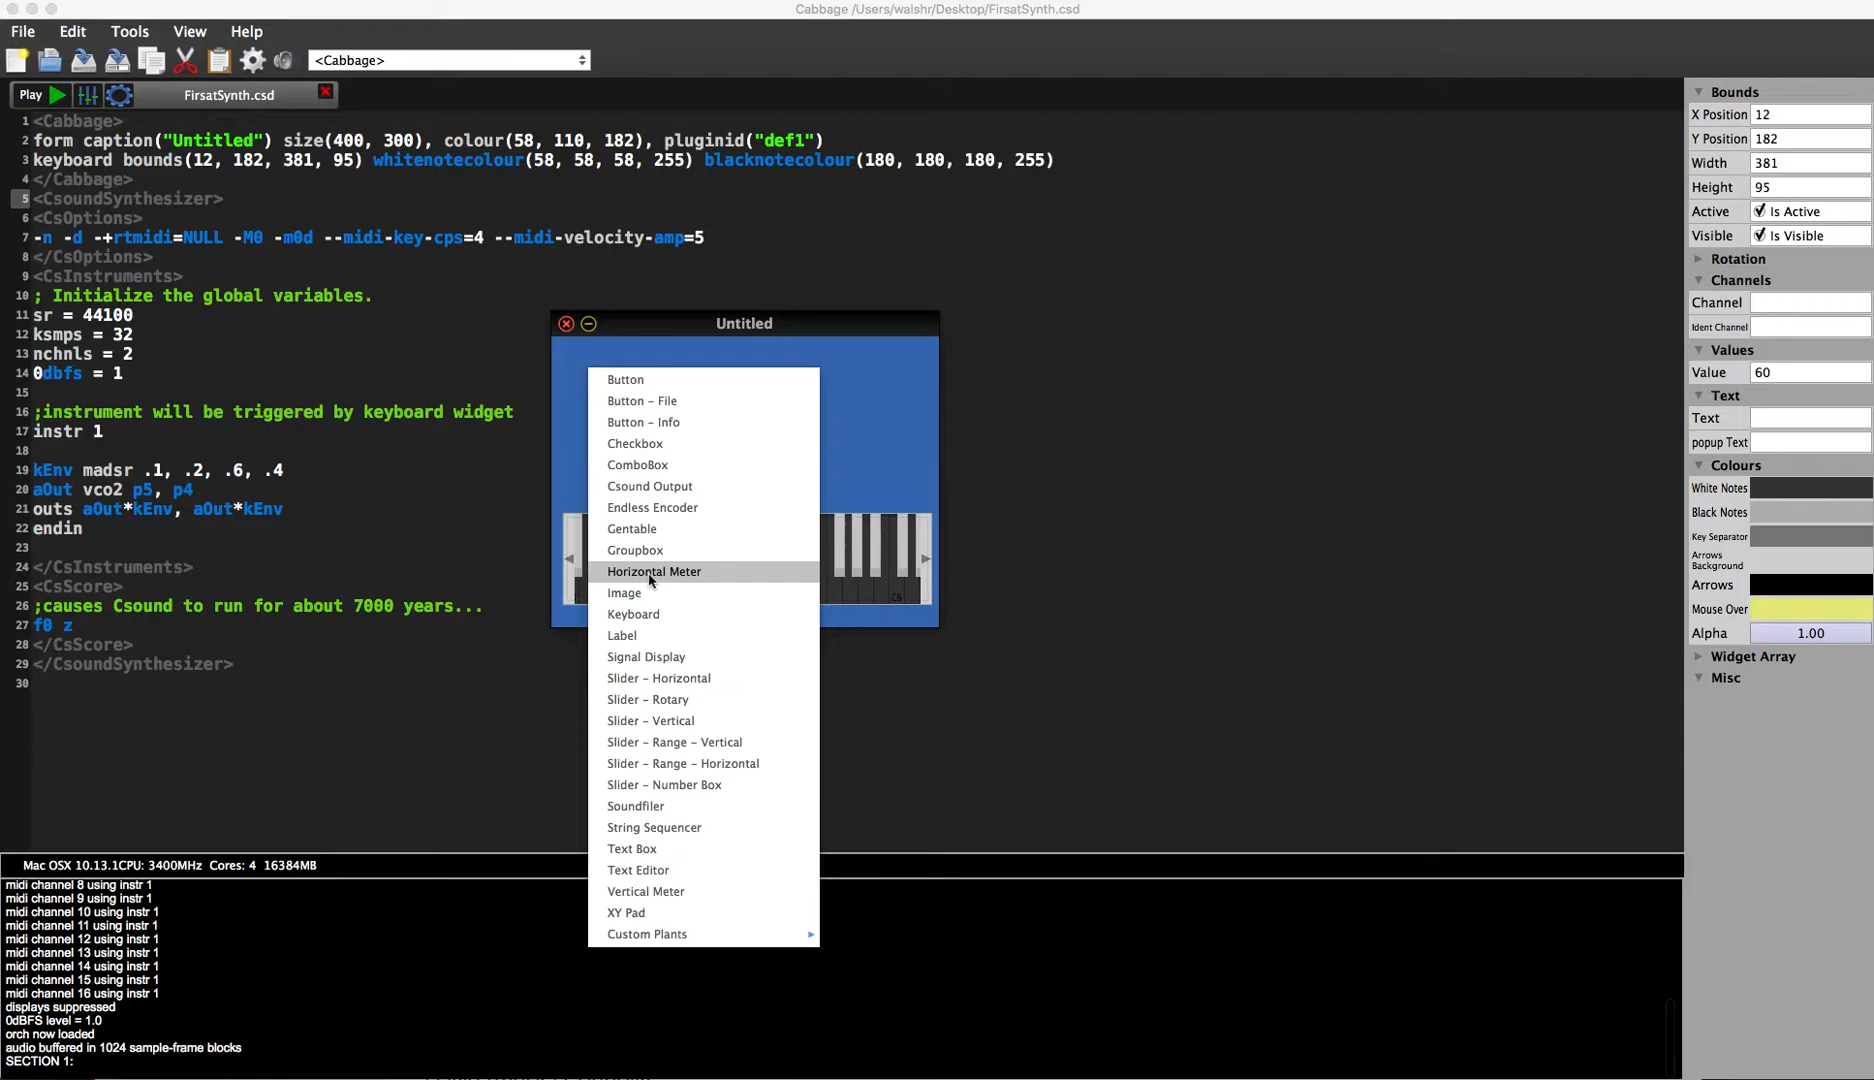 Cabbage /Users/walshr/Desktop/FirsatSynth.csd
File Edit Tools View Help
<Cabbage>
Play FirsatSynth.csd
1 <Cabbage>
2 form caption("Untitled") size(400, 300), colour(58, 110, 182), pluginid("def1")
3 keyboard bounds(12, 182, 381, 95) whitenotecolour(58, 58, 58, 255) blacknotecolour(180, 180, 180, 255)
4 </Cabbage>
5 <CsoundSynthesizer>
6 <CsOptions>
7 -n -d -+rtmidi=NULL -M0 -m0d --midi-key-cps=4 --midi-velocity-amp=5
8 </CsOptions>
9 <CsInstruments>
10 ; Initialize the global variables.
11 sr = 44100
12 ksmps = 32
13 nchnls = 2
14 0dbfs = 1
15
16 ;instrument will be triggered by keyboard widget
17 instr 1
18
19 kEnv madsr .1, .2, .6, .4
20 aOut vco2 p5, p4
21 outs aOut*kEnv, aOut*kEnv
22 endin
23
24 </CsInstruments>
25 <CsScore>
26 ;causes Csound to run for about 7000 years...
27 f0 z
28 </CsScore>
29 </CsoundSynthesizer>
30
Untitled
Button
Button - File
Button - Info
Checkbox
ComboBox
Csound Output
Endless Encoder
Gentable
Groupbox
Horizontal Meter
Image
Keyboard
Label
Signal Display
Slider - Horizontal
Slider - Rotary
Slider - Vertical
Slider - Range - Vertical
Slider - Range - Horizontal
Slider - Number Box
Soundfiler
String Sequencer
Text Box
Text Editor
Vertical Meter
XY Pad
Custom Plants
C6
Bounds
X Position 12
Y Position 182
Width 381
Height 95
Active Is Active
Visible Is Visible
Rotation
Channels
Channel
Ident Channel
Values
Value 60
Text
Text
popup Text
Colours
White Notes
Black Notes
Key Separator
Arrows Background
Arrows
Mouse Over
Alpha 1.00
Widget Array
Misc
Mac OSX 10.13.1CPU: 3400MHz Cores: 4 16384MB
midi channel 8 using instr 1
midi channel 9 using instr 1
midi channel 10 using instr 1
midi channel 11 using instr 1
midi channel 12 using instr 1
midi channel 13 using instr 1
midi channel 14 using instr 1
midi channel 15 using instr 1
midi channel 16 using instr 1
displays suppressed
0dBFS level = 1.0
orch now loaded
audio buffered in 1024 sample-frame blocks
SECTION 1: